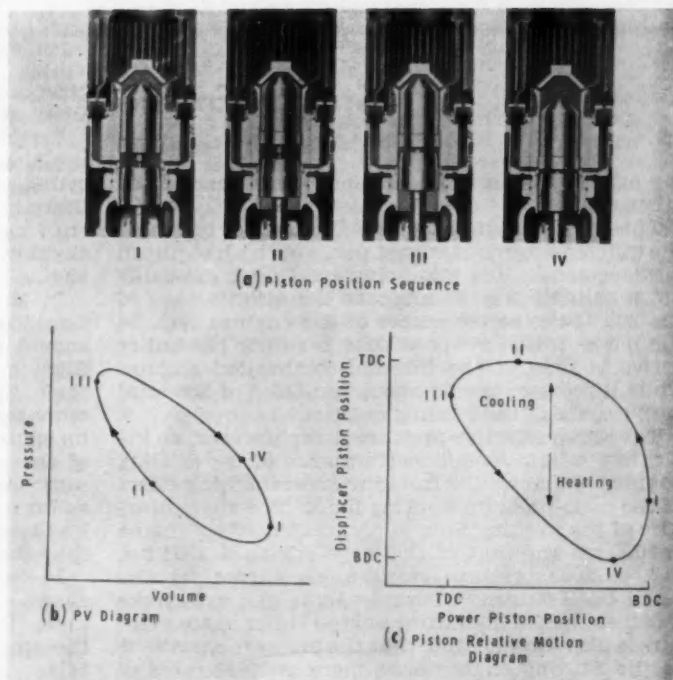 I
II
III
IV
(a) Piston Position Sequence
Pressure
III
IV
II
I
Volume
(b) PV Diagram
Displacer Piston Position
TDC
II
III
Cooling
Heating
I
IV
BDC
TDC
BDC
Power Piston Position
(c) Piston Relative Motion
Diagram